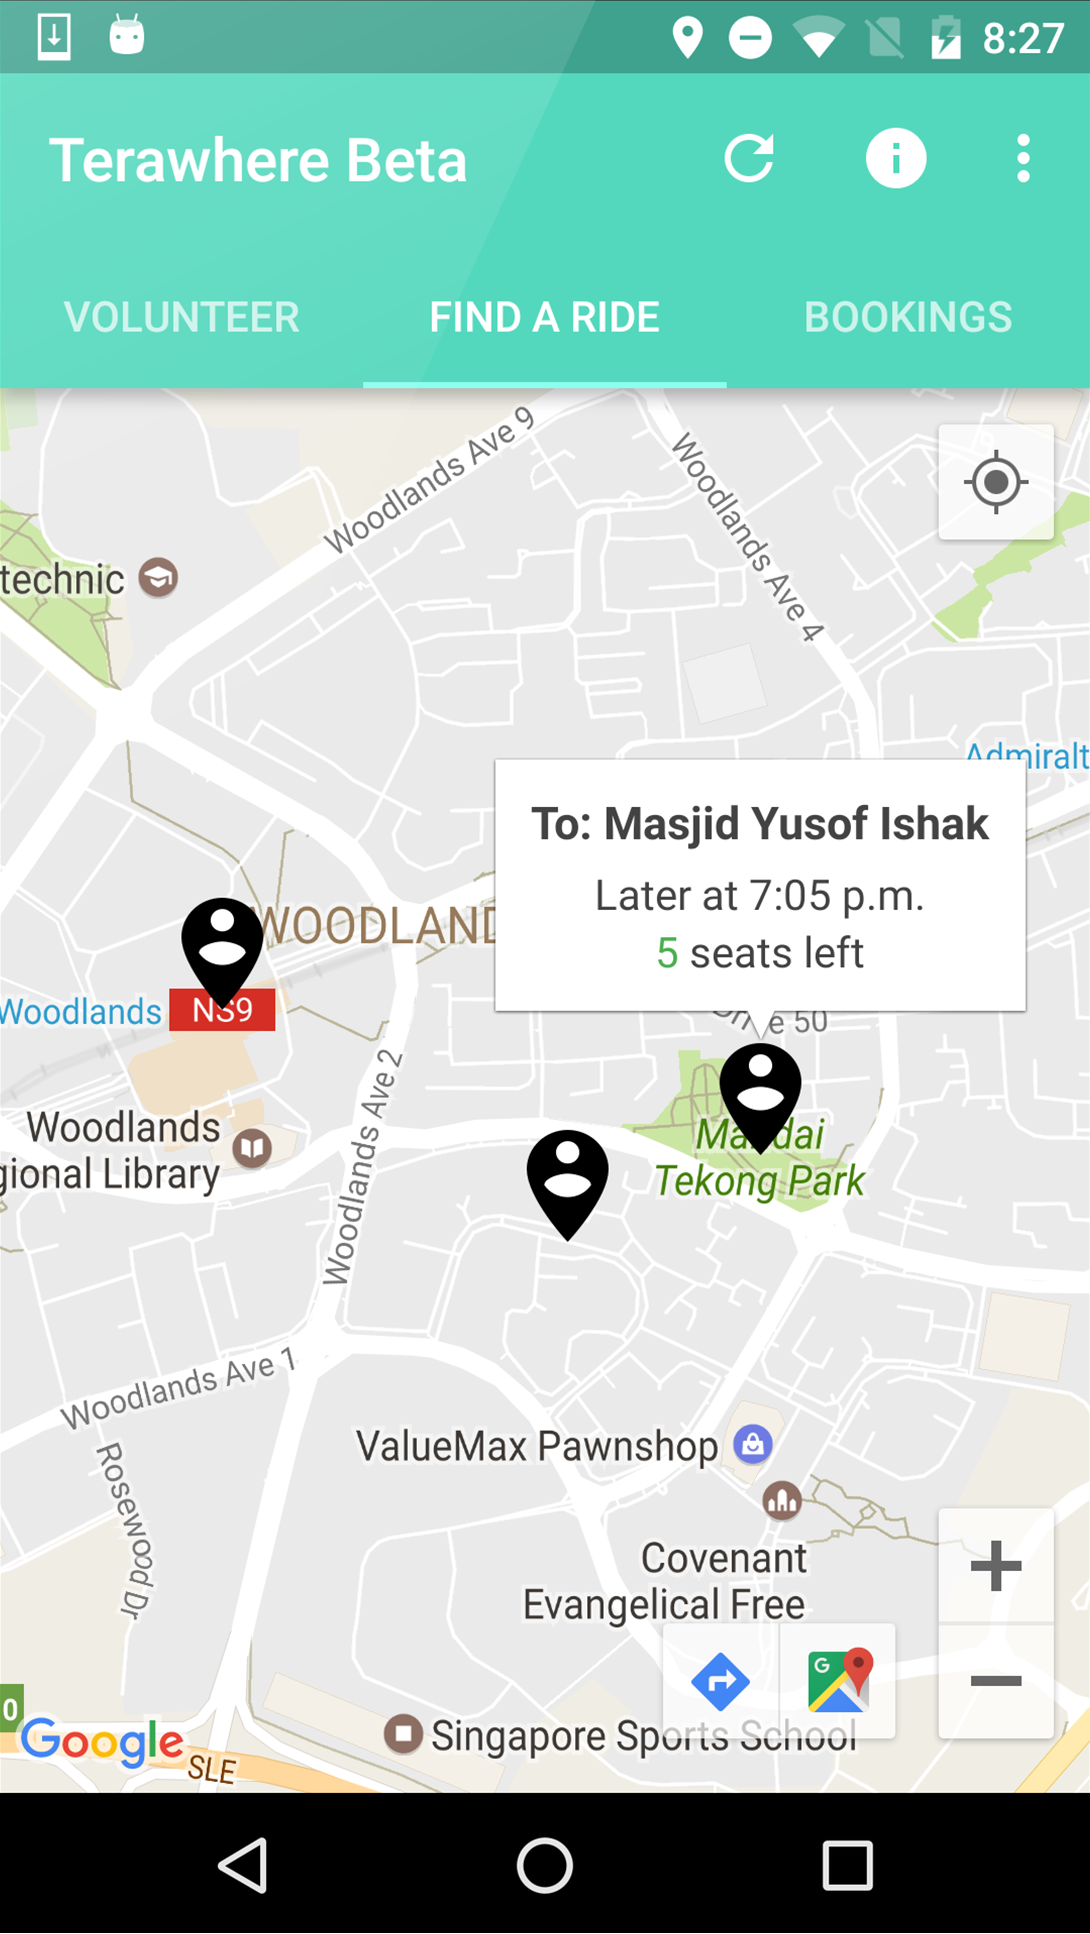 8:27
Terawhere Beta
VOLUNTEER
FIND A RIDE
BOOKINGS
Woodlands Ave 9
Woodlands Ave 4
technic
Admiralt
To: Masjid Yusof Ishak
Later at 7:05 p.m.
5 seats left
WOODLAND
Woodlands
NS9
e 50
Woodlands Ave 2
Woodlands
gional Library
Mandai
Tekong Park
Woodlands Ave 1
Rosewood Dr
ValueMax Pawnshop
Covenant
Evangelical Free
G
0
Google
SLE
Singapore Sports School